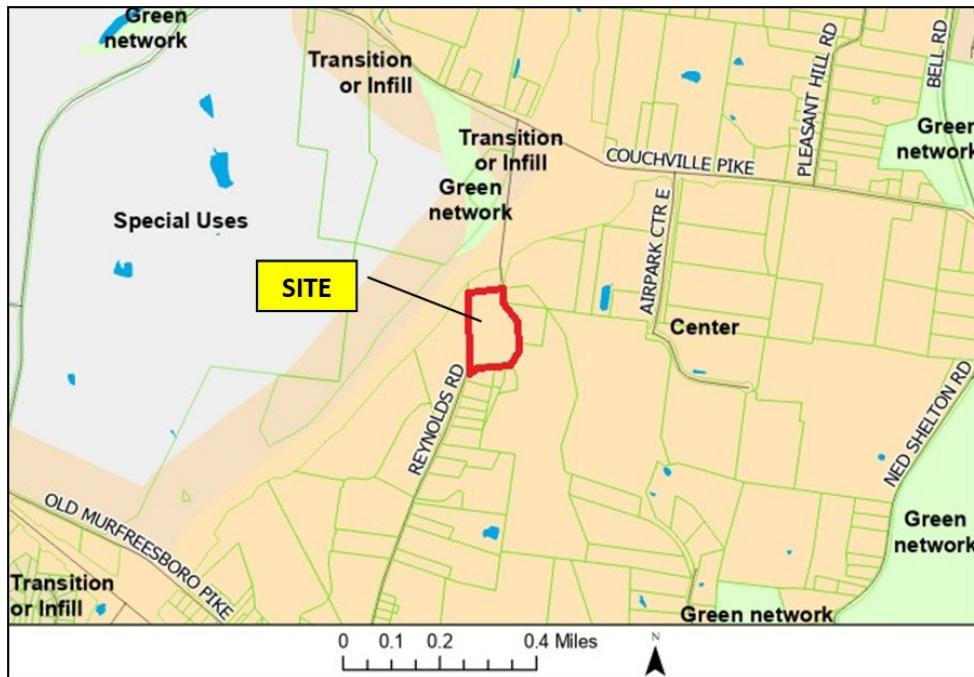 Green
network
Transition
or Infill
PLEASANT HILL RD
BELL RD
Green
network
Transition
or Infill
COUCHVILLE PIKE
Green
network
Special Uses
SITE
AIRPARK CTR E
Center
REYNOLDS RD
NED SHELTON RD
OLD MURFREESBORO PIKE
Green
network
Transition
or Infill
Green network
0 0.1 0.2 0.4 Miles
N